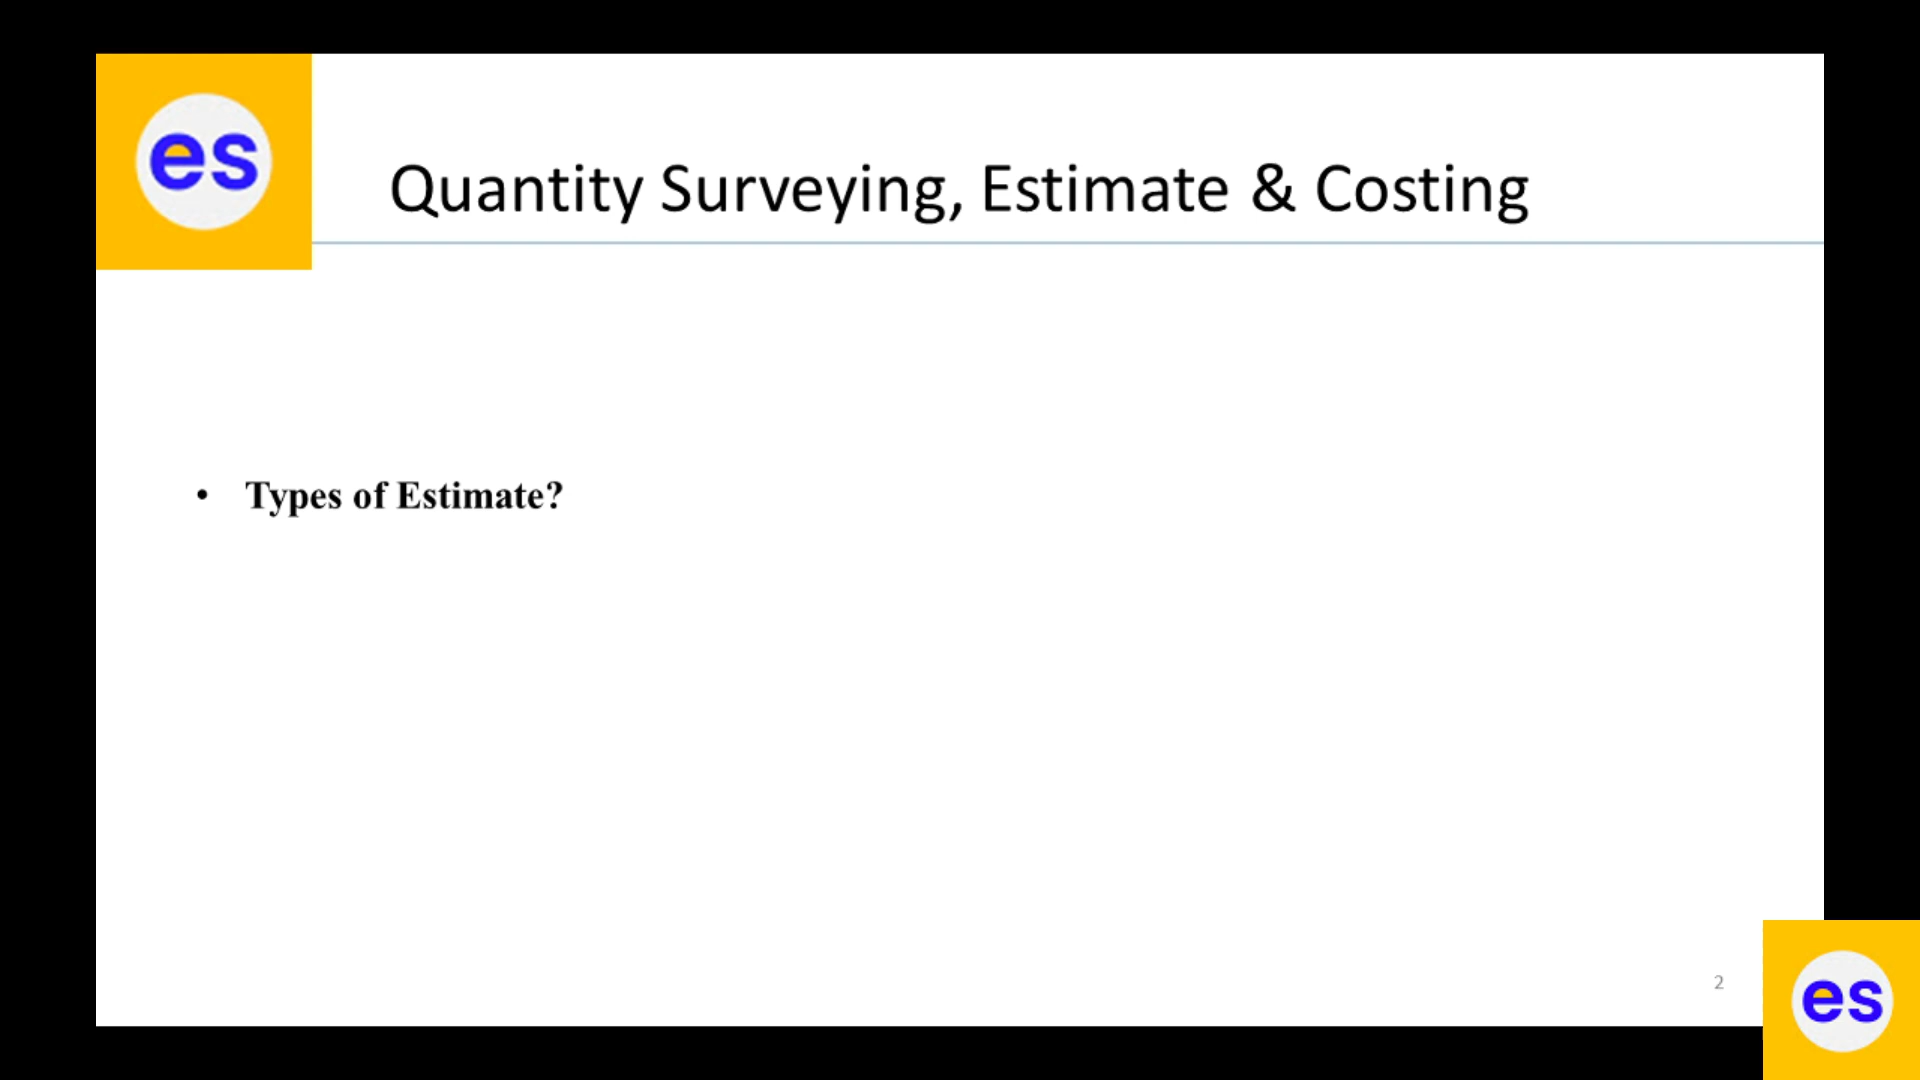 es
Quantity Surveying, Estimate & Costing
• Types of Estimate?
2
es